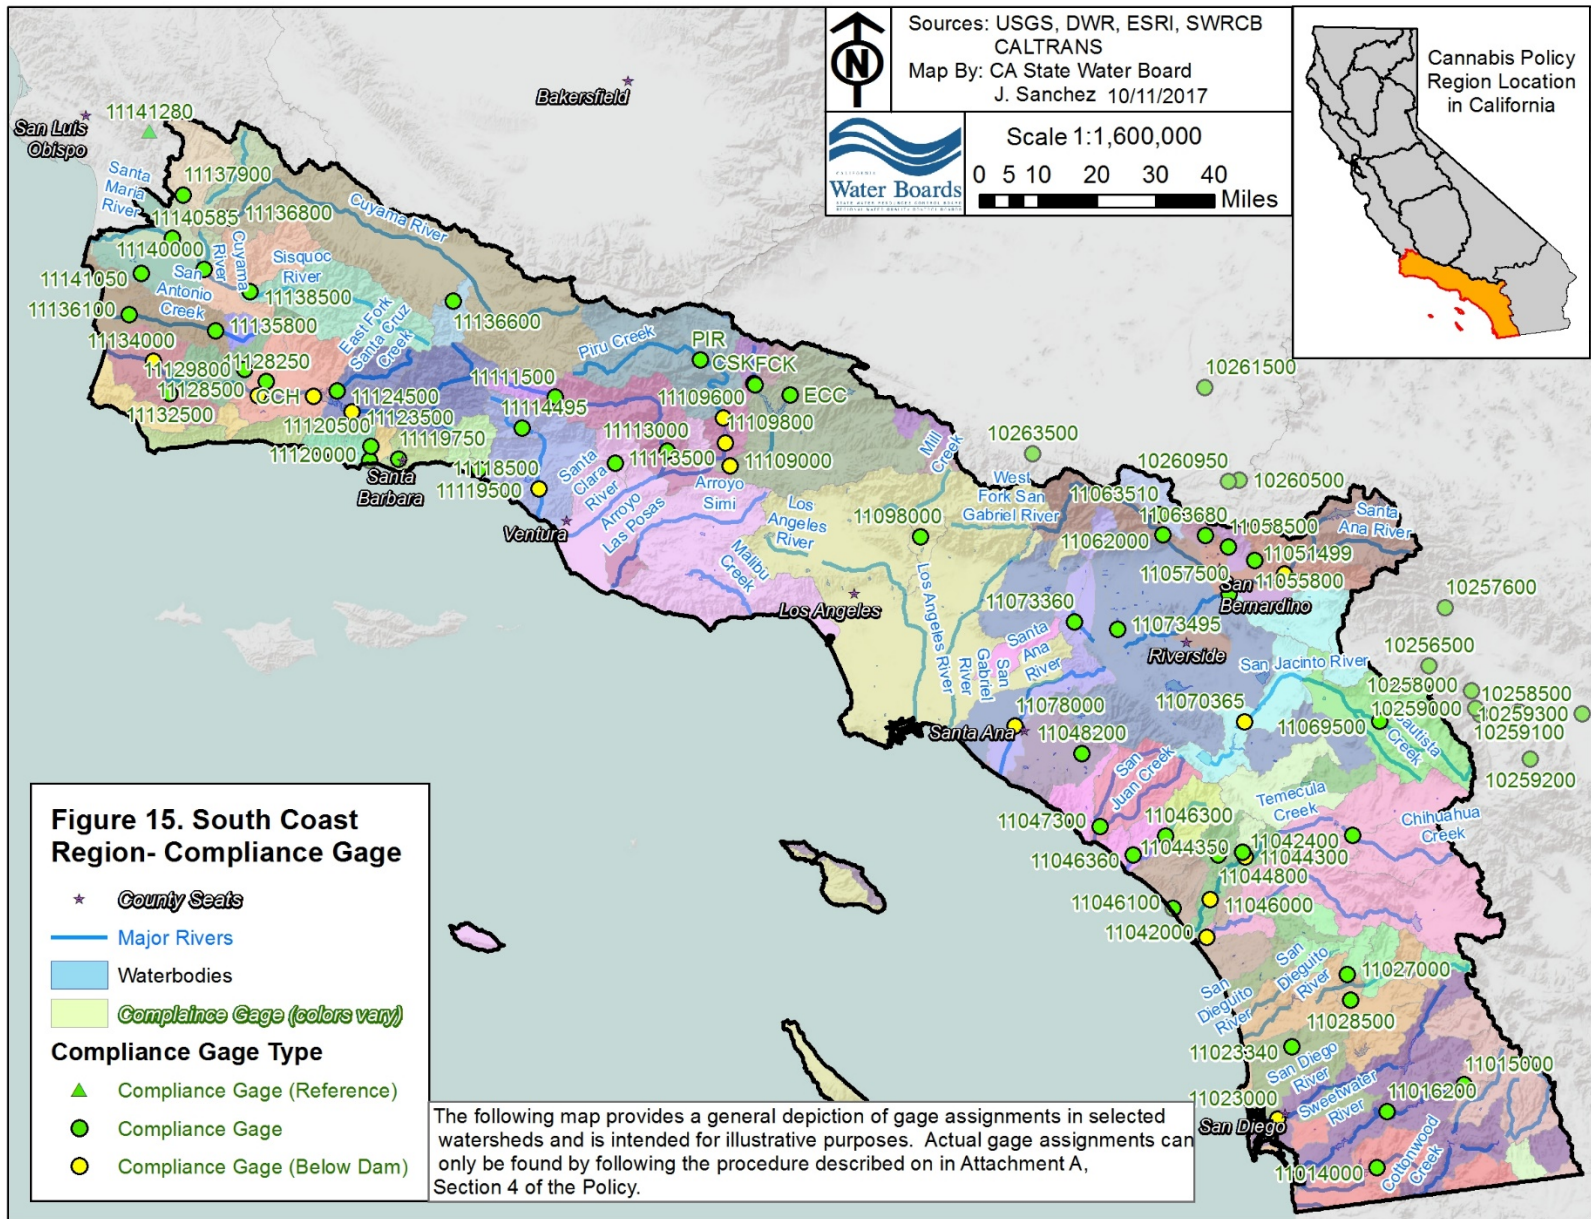 Sources: USGS, DWR, ESRI, SWRCB
CALTRANS
Map By: CA State Water Board
J. Sanchez 10/11/2017
N
CALIFORNIA
Water Boards
STATE WATER RESOURCES CONTROL BOARD
REGIONAL WATER QUALITY CONTROL BOARDS
Scale 1:1,600,000
0 5 10 20 30 40
Miles
Cannabis Policy
Region Location
in California
Bakersfield
San Luis
Obispo
11141280
Santa
Maria
River
11137900
11140585
11136800
11140000
Cuyama River
Cuyama
River
Sisquoc
River
11141050
San
Antonio
Creek
11138500
11136100
11135800
11136600
East Fork
Santa Cruz
Creek
11134000
11129800
11128250
11128500
CCH
11132500
11124500
11123500
11120500
11119750
11120000
Santa
Barbara
Piru Creek
PIR
CSK
FCK
ECC
11111500
11109600
11114495
11109800
11113000
11113500
11109000
11118500
11119500
Santa
Clara
River
Ventura
Arroyo
Las Posas
Arroyo
Simi
Los
Angeles
River
Malibu
Creek
Mill
Creek
11098000
Los Angeles
Los Angeles River
West
Fork San
Gabriel River
San
Gabriel
River
Santa
Ana
River
10261500
10263500
10260950
10260500
11063510
11063680
11062000
11058500
11051499
11057500
11055800
Santa
Ana River
San
Bernardino
11073360
11073495
Riverside
10257600
10256500
San Jacinto River
10258000
10258500
10259000
10259300
10259100
10259200
11070365
11069500
Bautista
Creek
11078000
Santa Ana
11048200
San
Juan Creek
Temecula
Creek
Chihuahua
Creek
11047300
11046300
11042400
11046360
11044350
11044300
11044800
11046100
11046000
11042000
San
Dieguito
River
San
Dieguito
River
11027000
11028500
11023340
San Diego
River
11015000
11016200
11023000
Sweetwater
River
San Diego
11014000
Cottonwood
Creek
Figure 15. South Coast
Region- Compliance Gage
County Seats
Major Rivers
Waterbodies
Complaince Gage (colors vary)
Compliance Gage Type
Compliance Gage (Reference)
Compliance Gage
Compliance Gage (Below Dam)
The following map provides a general depiction of gage assignments in selected
watersheds and is intended for illustrative purposes. Actual gage assignments can
only be found by following the procedure described on in Attachment A,
Section 4 of the Policy.